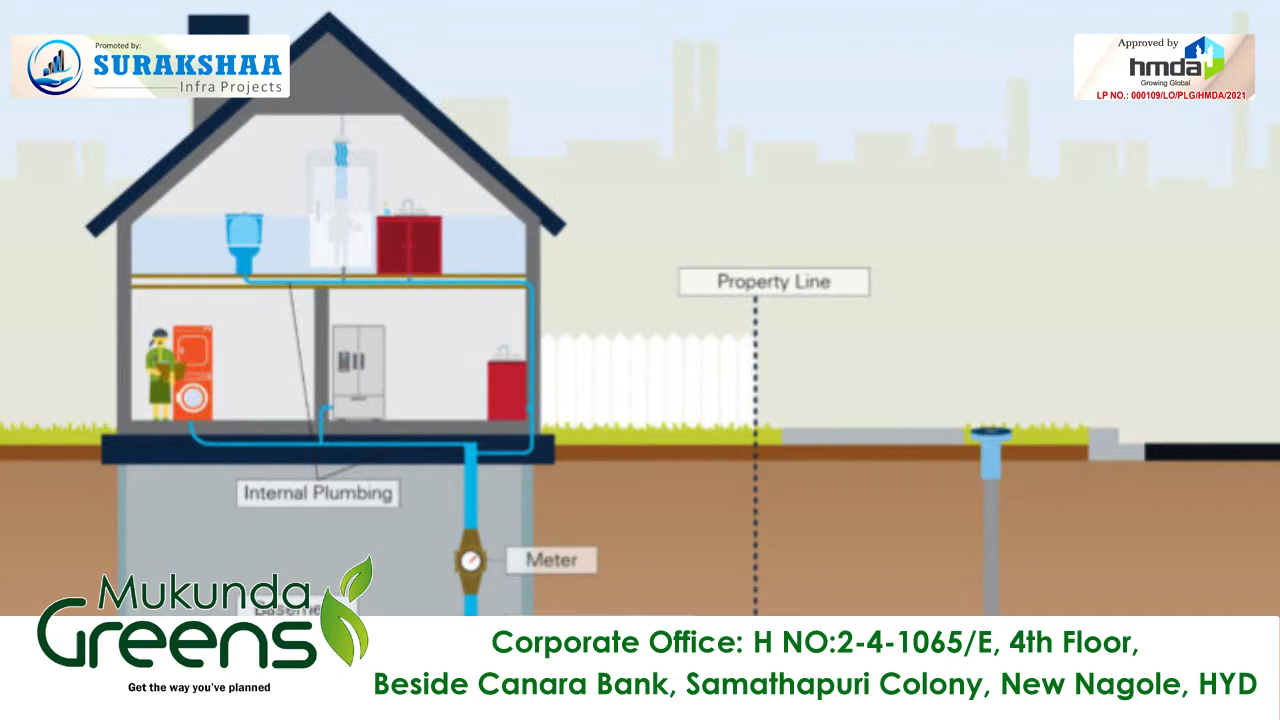 Promoted by:
SURAKSHAA
Infra Projects
Approved by
hmda
Growing Global
LP NO.: 000109/LO/PLG/HMDA/2021
Property Line
Internal Plumbing
Meter
Mukunda
Greens
Get the way you've planned
Corporate Office: H NO:2-4-1065/E, 4th Floor,
Beside Canara Bank, Samathapuri Colony, New Nagole, HYD